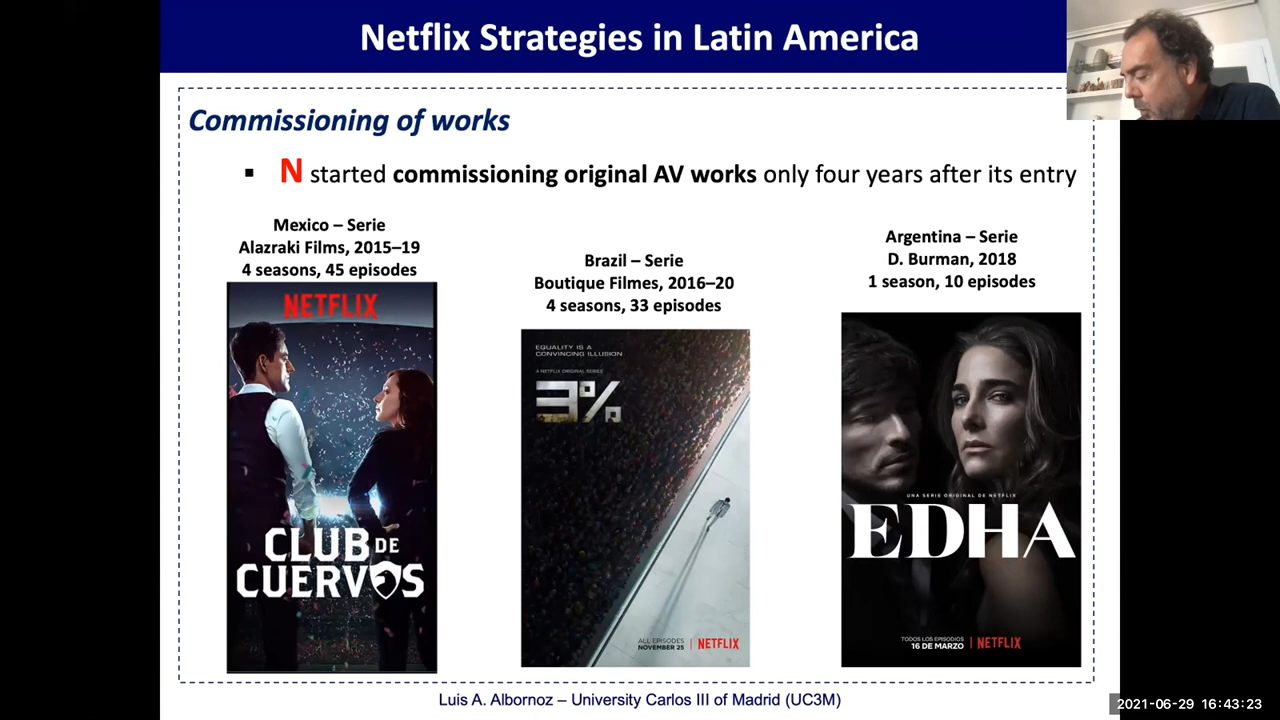 Netflix Strategies in Latin America
Commissioning of works
▪ N started commissioning original AV works only four years after its entry
Mexico – Serie
Alazraki Films, 2015–19
4 seasons, 45 episodes
NETFLIX
CLUB DE
CUERVOS
Brazil – Serie
Boutique Filmes, 2016–20
4 seasons, 33 episodes
EQUALITY IS A
CONVINCING ILLUSION
A NETFLIX ORIGINAL SERIES
3%
ALL EPISODES
NOVEMBER 25 | NETFLIX
Argentina – Serie
D. Burman, 2018
1 season, 10 episodes
UNA SERIE ORIGINAL DE NETFLIX
EDHA
TODOS LOS EPISODIOS
16 DE MARZO | NETFLIX
Luis A. Albornoz – University Carlos III of Madrid (UC3M)
2021-06-29 16:43:23